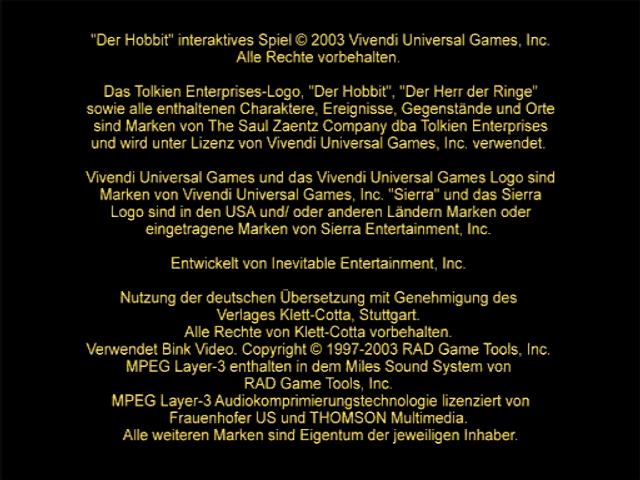 "Der Hobbit" interaktives Spiel © 2003 Vivendi Universal Games, Inc.
Alle Rechte vorbehalten.
Das Tolkien Enterprises-Logo, "Der Hobbit", "Der Herr der Ringe"
sowie alle enthaltenen Charaktere, Ereignisse, Gegenstände und Orte
sind Marken von The Saul Zaentz Company dba Tolkien Enterprises
und wird unter Lizenz von Vivendi Universal Games, Inc. verwendet.
Vivendi Universal Games und das Vivendi Universal Games Logo sind
Marken von Vivendi Universal Games, Inc. "Sierra" und das Sierra
Logo sind in den USA und/ oder anderen Ländern Marken oder
eingetragene Marken von Sierra Entertainment, Inc.
Entwickelt von Inevitable Entertainment, Inc.
Nutzung der deutschen Übersetzung mit Genehmigung des
Verlages Klett-Cotta, Stuttgart.
Alle Rechte von Klett-Cotta vorbehalten.
Verwendet Bink Video. Copyright © 1997-2003 RAD Game Tools, Inc.
MPEG Layer-3 enthalten in dem Miles Sound System von
RAD Game Tools, Inc.
MPEG Layer-3 Audiokomprimierungstechnologie lizenziert von
Frauenhofer US und THOMSON Multimedia.
Alle weiteren Marken sind Eigentum der jeweiligen Inhaber.